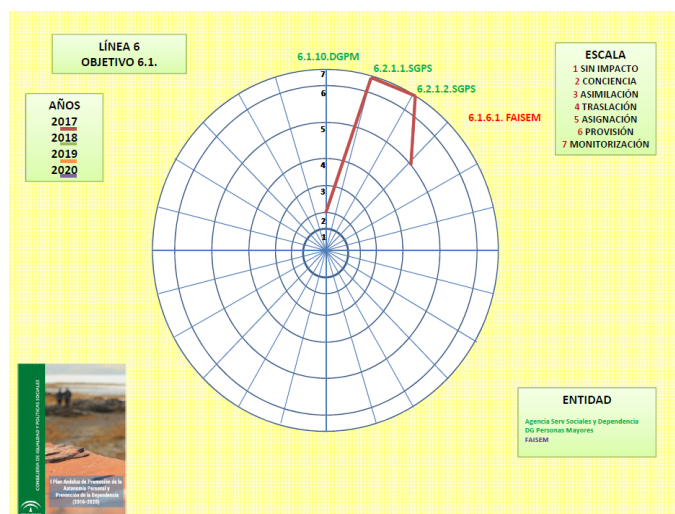 LÍNEA 6
OBJETIVO 6.1.
AÑOS
2017
2018
2019
2020
6.1.10.DGPM
6.2.1.1.SGPS
6.2.1.2.SGPS
6.1.6.1. FAISEM
7
6
5
4
3
2
1
ESCALA
1 SIN IMPACTO
2 CONCIENCIA
3 ASIMILACIÓN
4 TRASLACIÓN
5 ASIGNACIÓN
6 PROVISIÓN
7 MONITORIZACIÓN
CONSEJERÍA DE IGUALDAD Y POLÍTICAS SOCIALES
I Plan Andaluz de Promoción de la
Autonomía Personal y
Prevención de la Dependencia
(2016-2020)
ENTIDAD
Agencia Serv Sociales y Dependencia
DG Personas Mayores
FAISEM